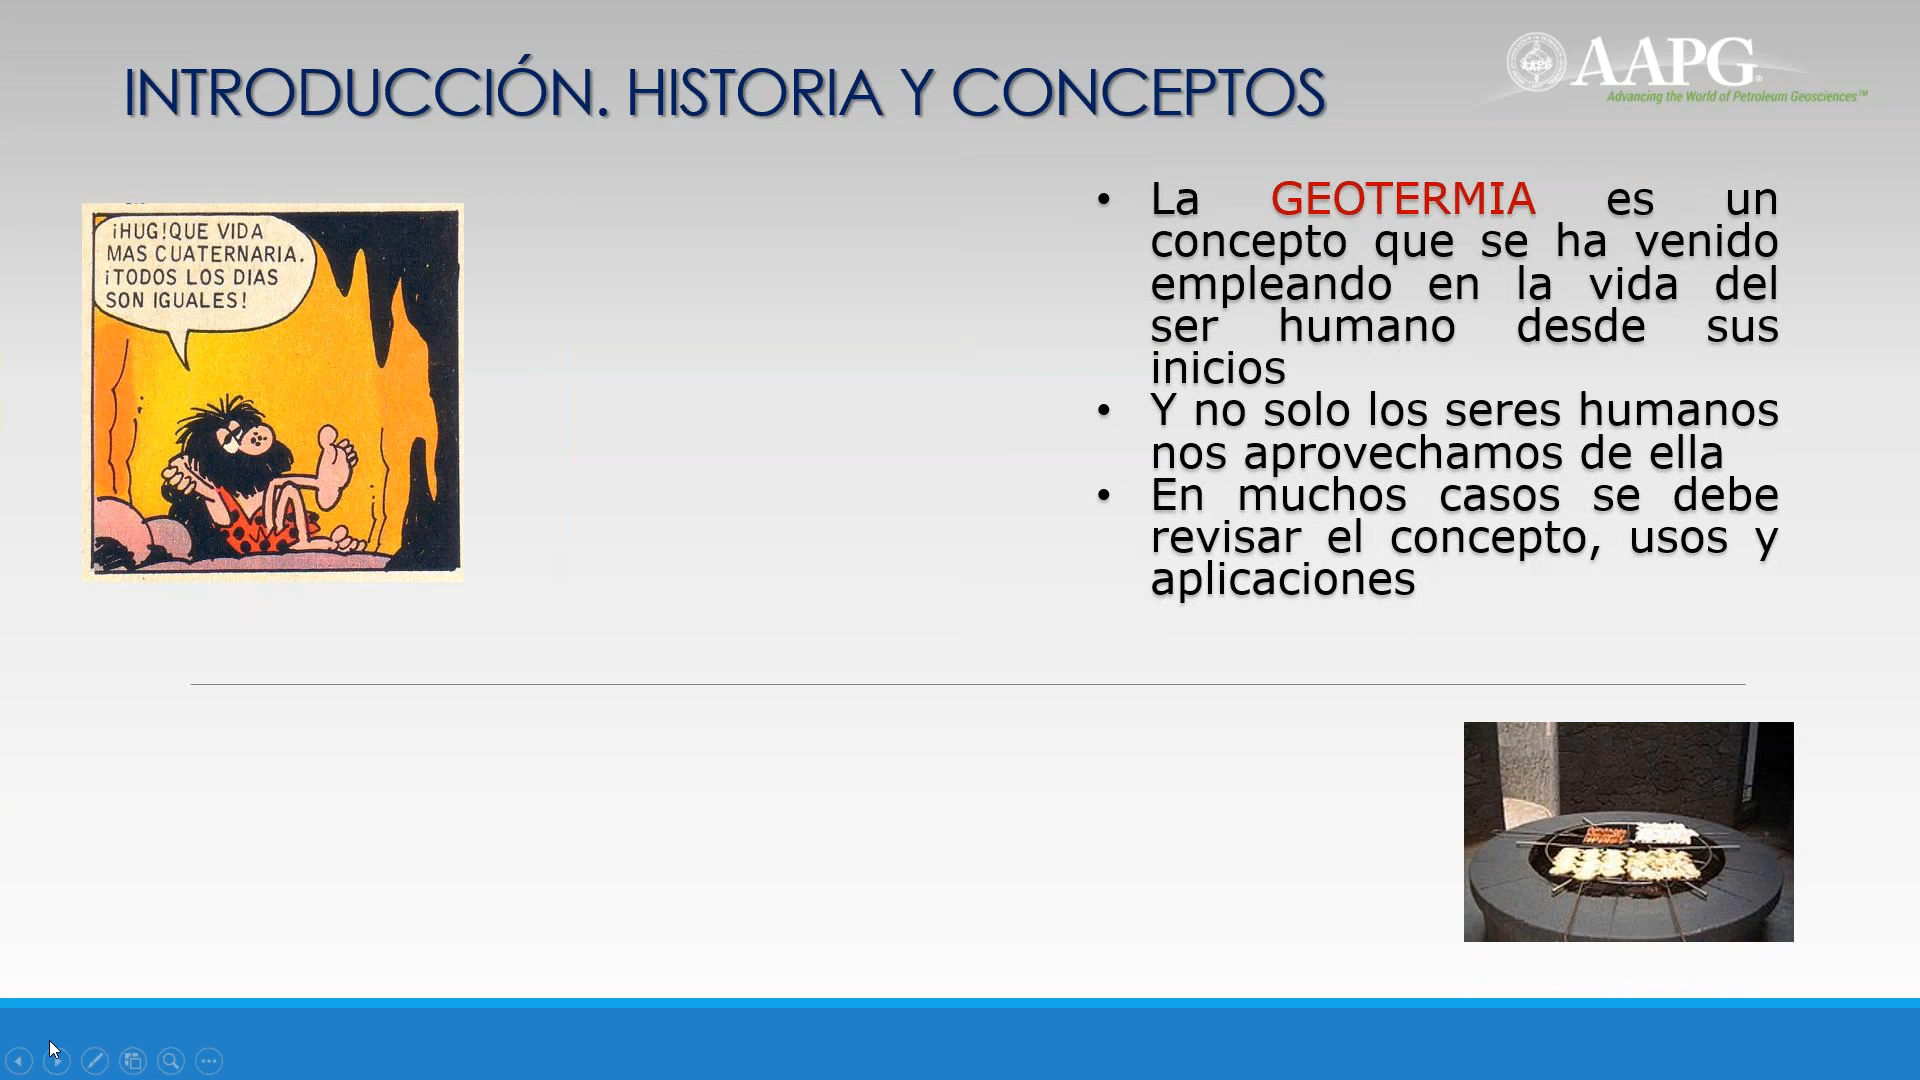 INTRODUCCIÓN. HISTORIA Y CONCEPTOS
AAPG
Advancing the World of Petroleum Geosciences™
¡HUG!QUE VIDA
MAS CUATERNARIA.
¡TODOS LOS DIAS
SON IGUALES!
• La GEOTERMIA es un
concepto que se ha venido
empleando en la vida del
ser humano desde sus
inicios
• Y no solo los seres humanos
nos aprovechamos de ella
• En muchos casos se debe
revisar el concepto, usos y
aplicaciones